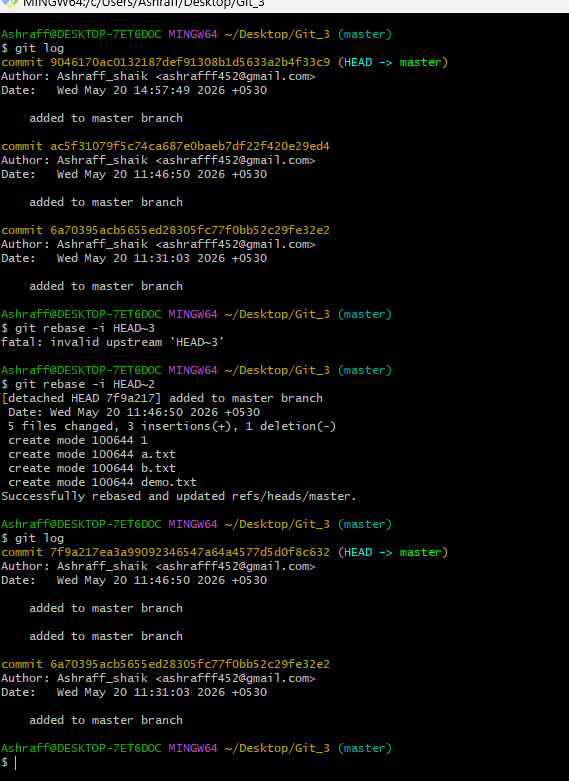 MINGW64:/c/Users/Ashraff/Desktop/Git_3
Ashraff@DESKTOP-7ET6DOC MINGW64 ~/Desktop/Git_3 (master)
$ git log
commit 9046170ac0132187def91308b1d5633a2b4f33c9 (HEAD -> master)
Author: Ashraff_shaik <ashrafff452@gmail.com>
Date:   Wed May 20 14:57:49 2026 +0530
    added to master branch
commit ac5f31079f5c74ca687e0baeb7df22f420e29ed4
Author: Ashraff_shaik <ashrafff452@gmail.com>
Date:   Wed May 20 11:46:50 2026 +0530
    added to master branch
commit 6a70395acb5655ed28305fc77f0bb52c29fe32e2
Author: Ashraff_shaik <ashrafff452@gmail.com>
Date:   Wed May 20 11:31:03 2026 +0530
    added to master branch
Ashraff@DESKTOP-7ET6DOC MINGW64 ~/Desktop/Git_3 (master)
$ git rebase -i HEAD~3
fatal: invalid upstream 'HEAD~3'
Ashraff@DESKTOP-7ET6DOC MINGW64 ~/Desktop/Git_3 (master)
$ git rebase -i HEAD~2
[detached HEAD 7f9a217] added to master branch
 Date: Wed May 20 11:46:50 2026 +0530
 5 files changed, 3 insertions(+), 1 deletion(-)
 create mode 100644 1
 create mode 100644 a.txt
 create mode 100644 b.txt
 create mode 100644 demo.txt
Successfully rebased and updated refs/heads/master.
Ashraff@DESKTOP-7ET6DOC MINGW64 ~/Desktop/Git_3 (master)
$ git log
commit 7f9a217ea3a99092346547a64a4577d5d0f8c632 (HEAD -> master)
Author: Ashraff_shaik <ashrafff452@gmail.com>
Date:   Wed May 20 11:46:50 2026 +0530
    added to master branch
    added to master branch
commit 6a70395acb5655ed28305fc77f0bb52c29fe32e2
Author: Ashraff_shaik <ashrafff452@gmail.com>
Date:   Wed May 20 11:31:03 2026 +0530
    added to master branch
Ashraff@DESKTOP-7ET6DOC MINGW64 ~/Desktop/Git_3 (master)
$